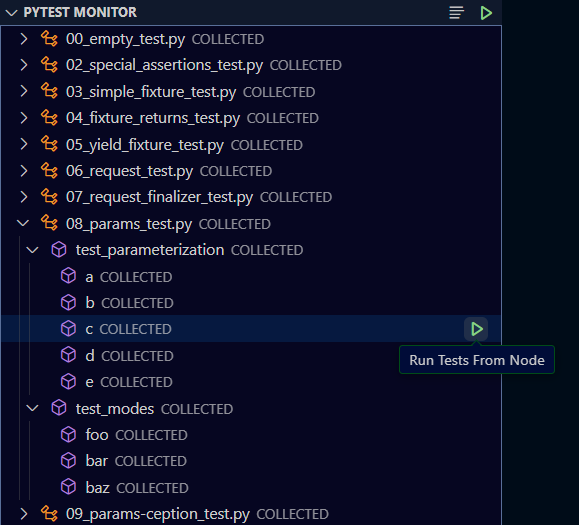 PYTEST MONITOR
00_empty_test.py COLLECTED
02_special_assertions_test.py COLLECTED
03_simple_fixture_test.py COLLECTED
04_fixture_returns_test.py COLLECTED
05_yield_fixture_test.py COLLECTED
06_request_test.py COLLECTED
07_request_finalizer_test.py COLLECTED
08_params_test.py COLLECTED
test_parameterization COLLECTED
a COLLECTED
b COLLECTED
c COLLECTED
Run Tests From Node
d COLLECTED
e COLLECTED
test_modes COLLECTED
foo COLLECTED
bar COLLECTED
baz COLLECTED
09_params-ception_test.py COLLECTED